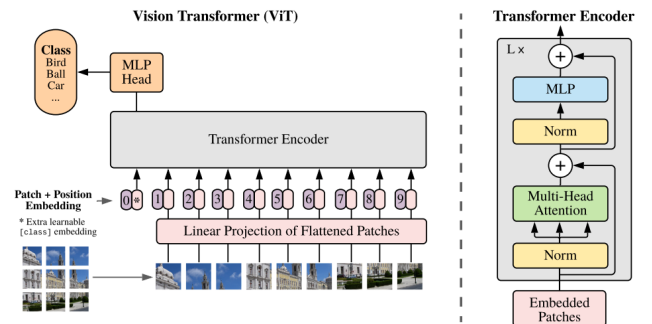 Vision Transformer (ViT)
Class
Bird
Ball
Car
...
MLP
Head
Transformer Encoder
Patch + Position
Embedding
* Extra learnable
[class] embedding
0 * 1 2 3 4 5 6 7 8 9
Linear Projection of Flattened Patches
Transformer Encoder
L x
+
MLP
Norm
+
Multi-Head
Attention
Norm
Embedded
Patches